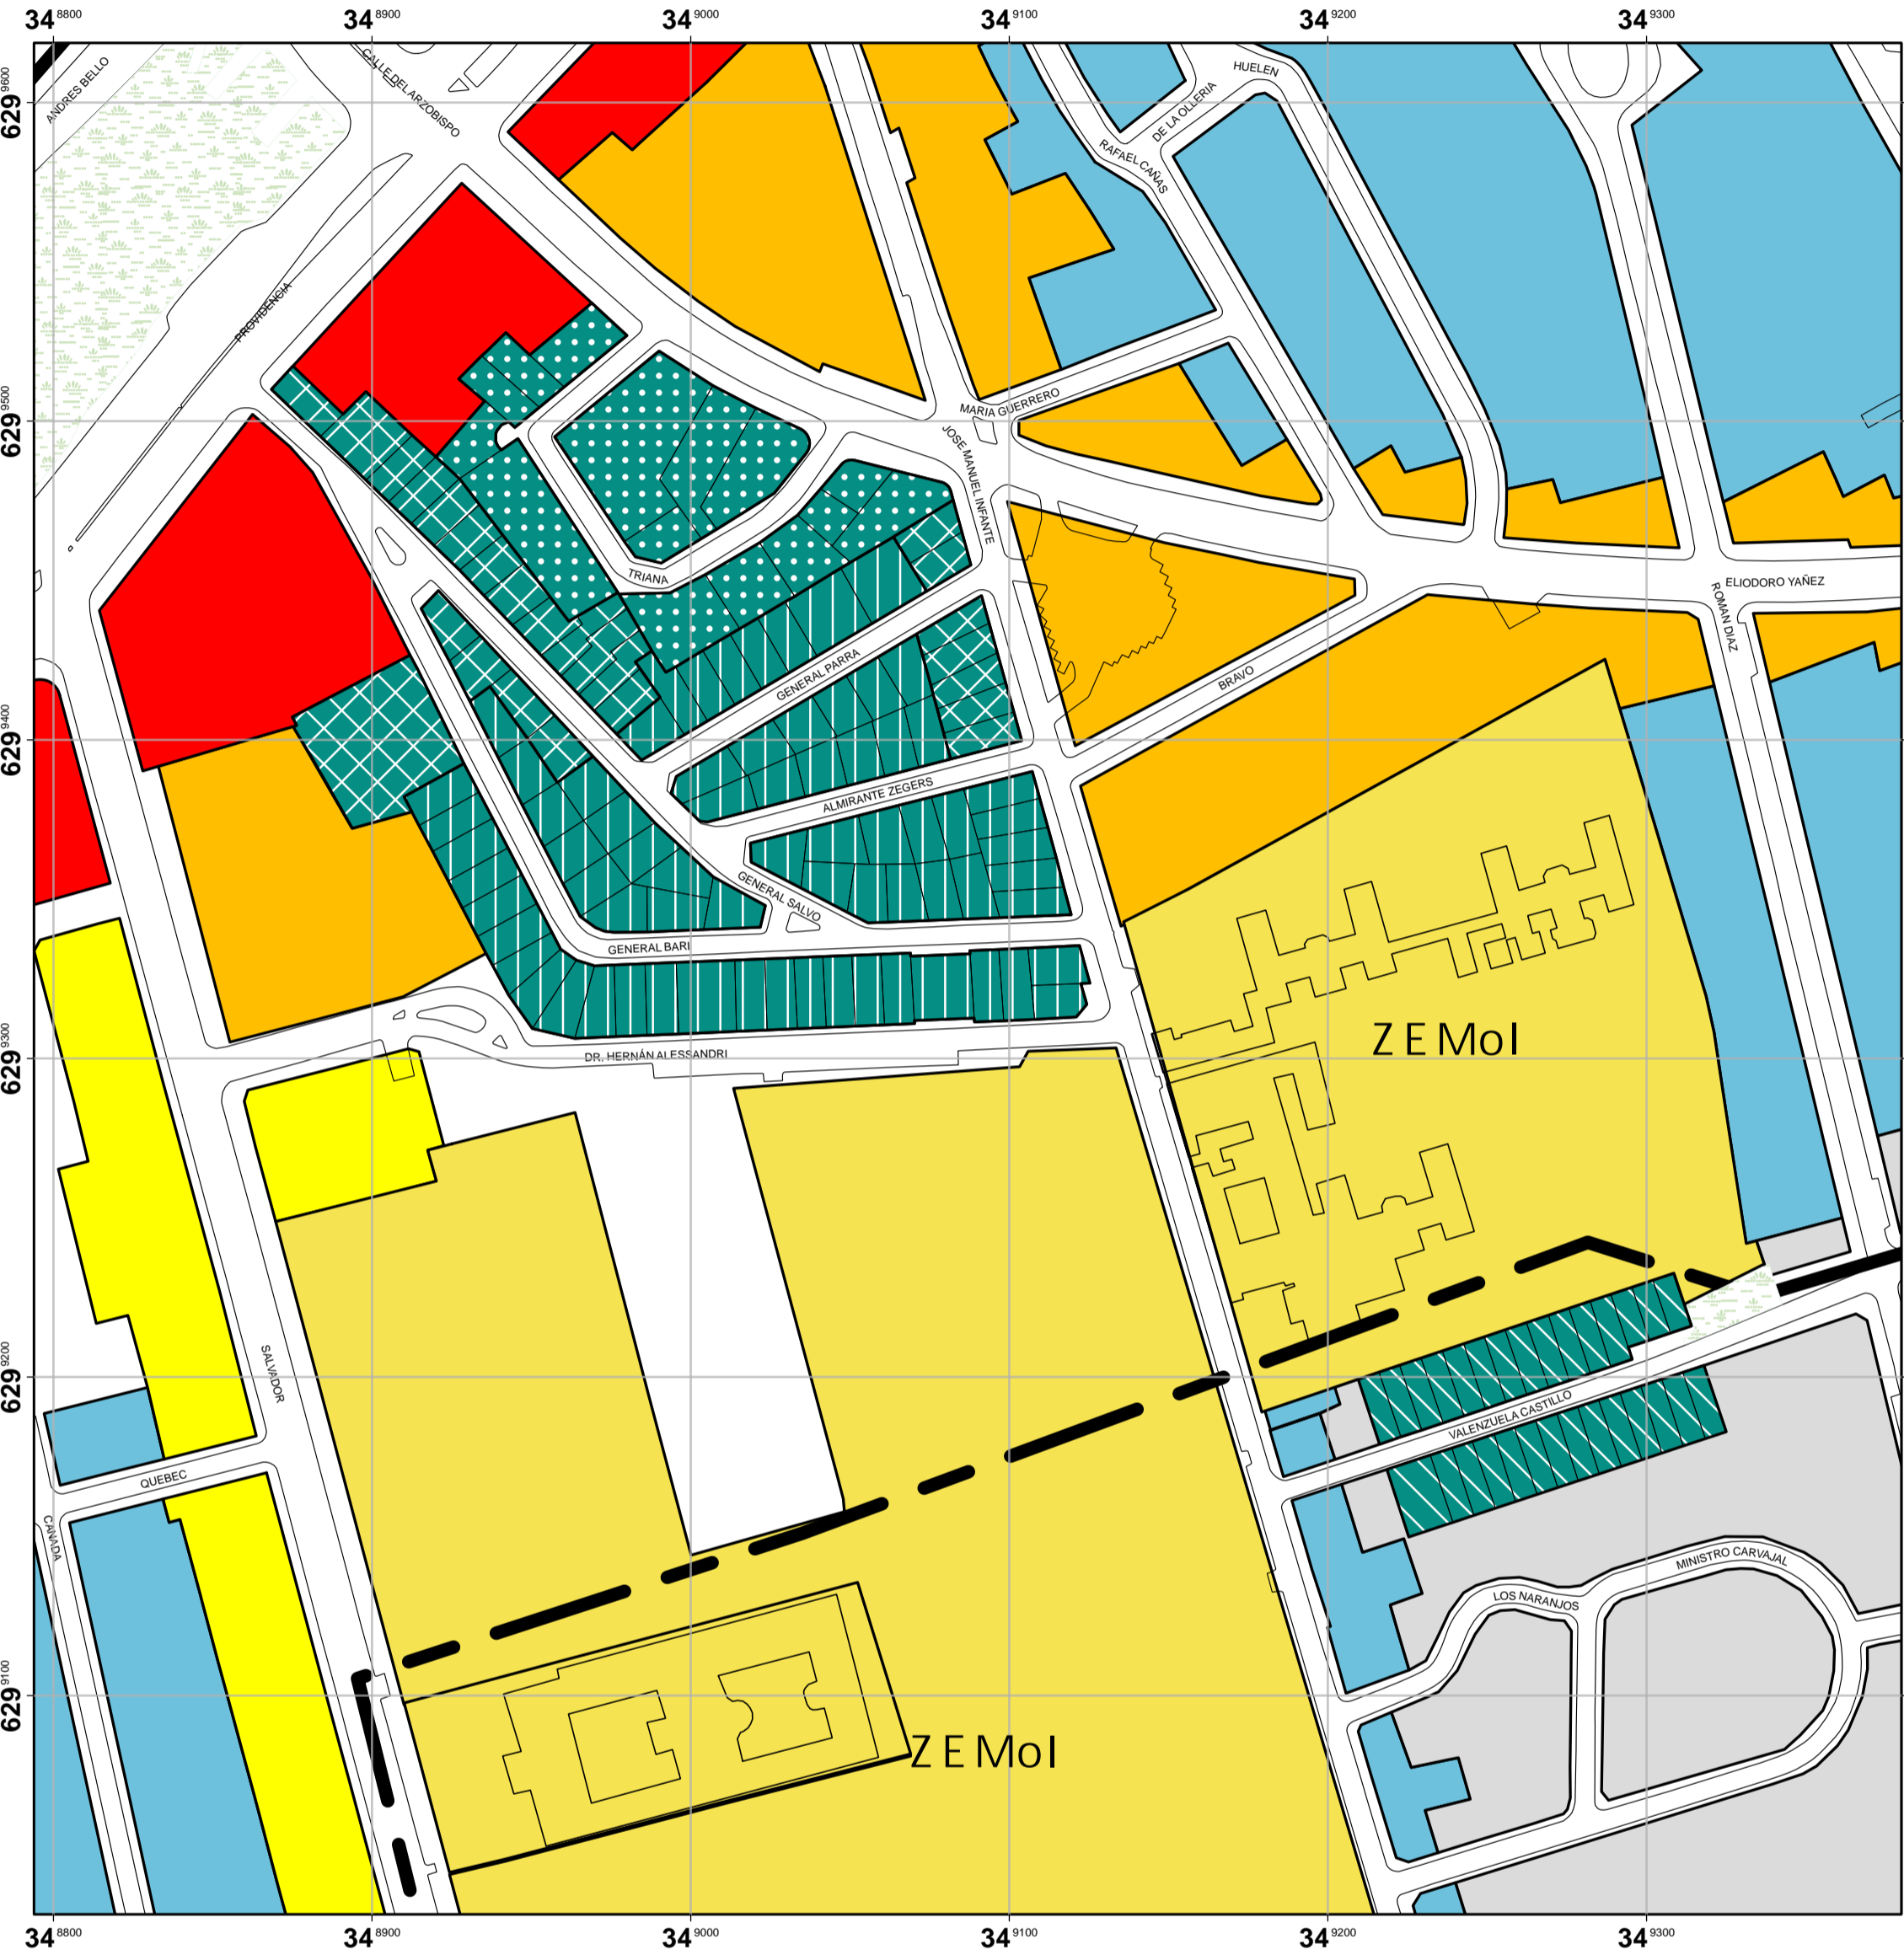 34 8800 34 8900 34 9000 34 9100 34 9200 34 9300
629 9600
629 9500
629 9400
629 9300
629 9200
629 9100
ANDRES BELLO
CALLE DEL ARZOBISPO
HUELEN
DE LA OLLERIA
RAFAEL CAÑAS
PROVIDENCIA
MARIA GUERRERO
JOSE MANUEL INFANTE
TRIANA
ELIODORO YAÑEZ
ROMAN DIAZ
GENERAL PARRA
BRAVO
ALMIRANTE ZEGERS
GENERAL SALVO
GENERAL BARI
DR. HERNÁN ALESSANDRI
Z E MoI
SALVADOR
VALENZUELA CASTILLO
QUEBEC
CANADA
MINISTRO CARVAJAL
LOS NARANJOS
Z E MoI
34 8800 34 8900 34 9000 34 9100 34 9200 34 9300